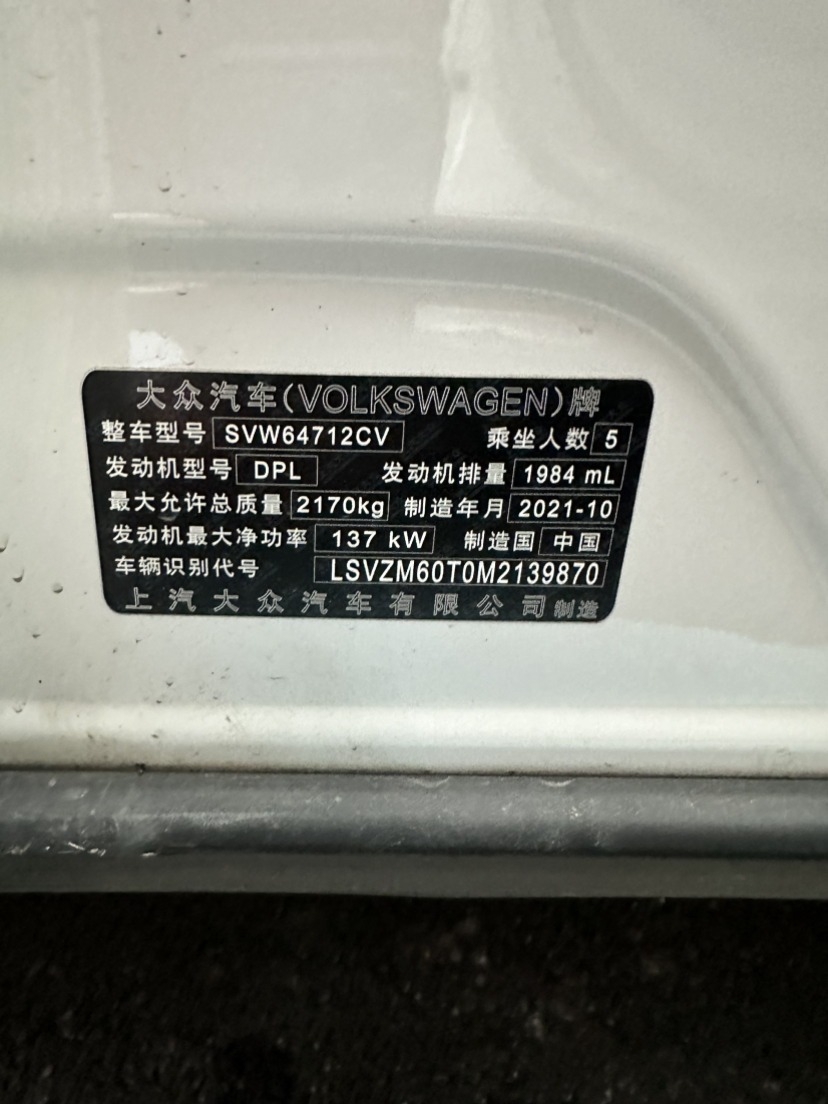 大众汽车(VOLKSWAGEN)牌
整车型号 SVW64712CV 乘坐人数 5
发动机型号 DPL 发动机排量 1984 mL
最大允许总质量 2170kg 制造年月 2021-10
发动机最大净功率 137 kW 制造国 中国
车辆识别代号 LSVZM60T0M2139870
上汽大众汽车有限公司 制造